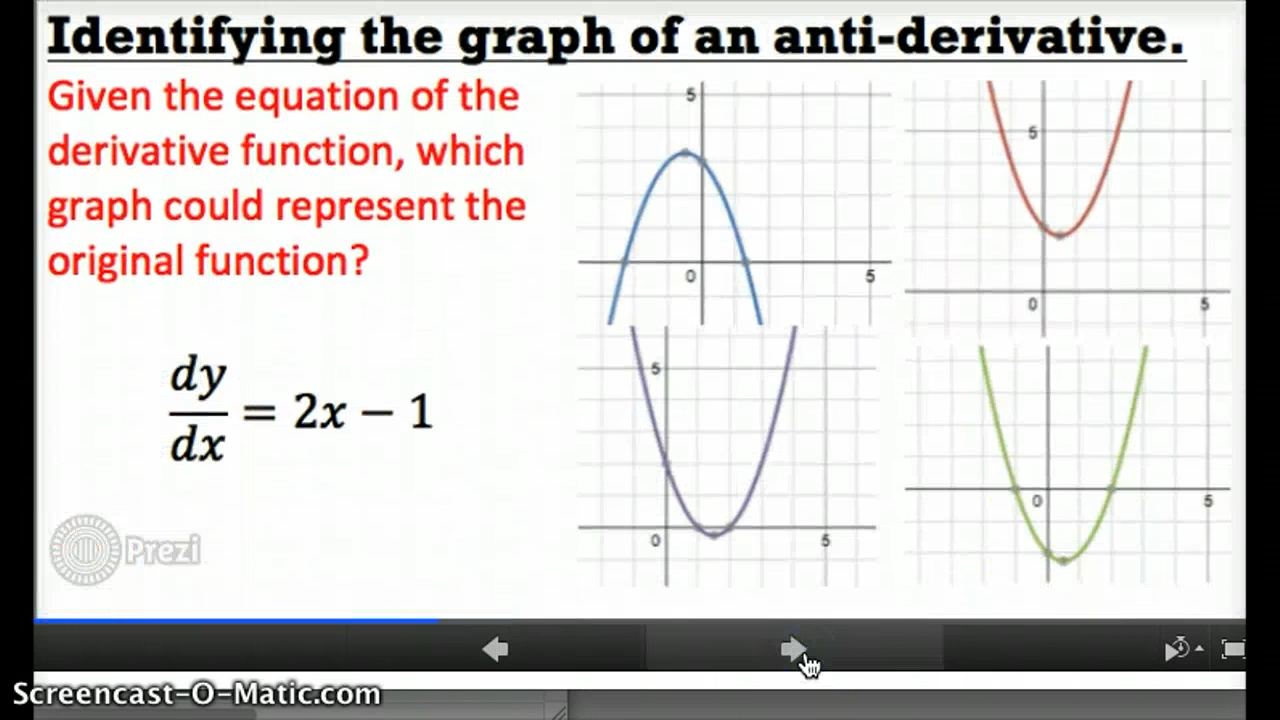 Identifying the graph of an anti-derivative.
Given the equation of the
derivative function, which
graph could represent the
original function?
dy
dx
= 2x − 1
5
0
5
5
0
5
5
0
5
0
5
Prezi
Screencast-O-Matic.com